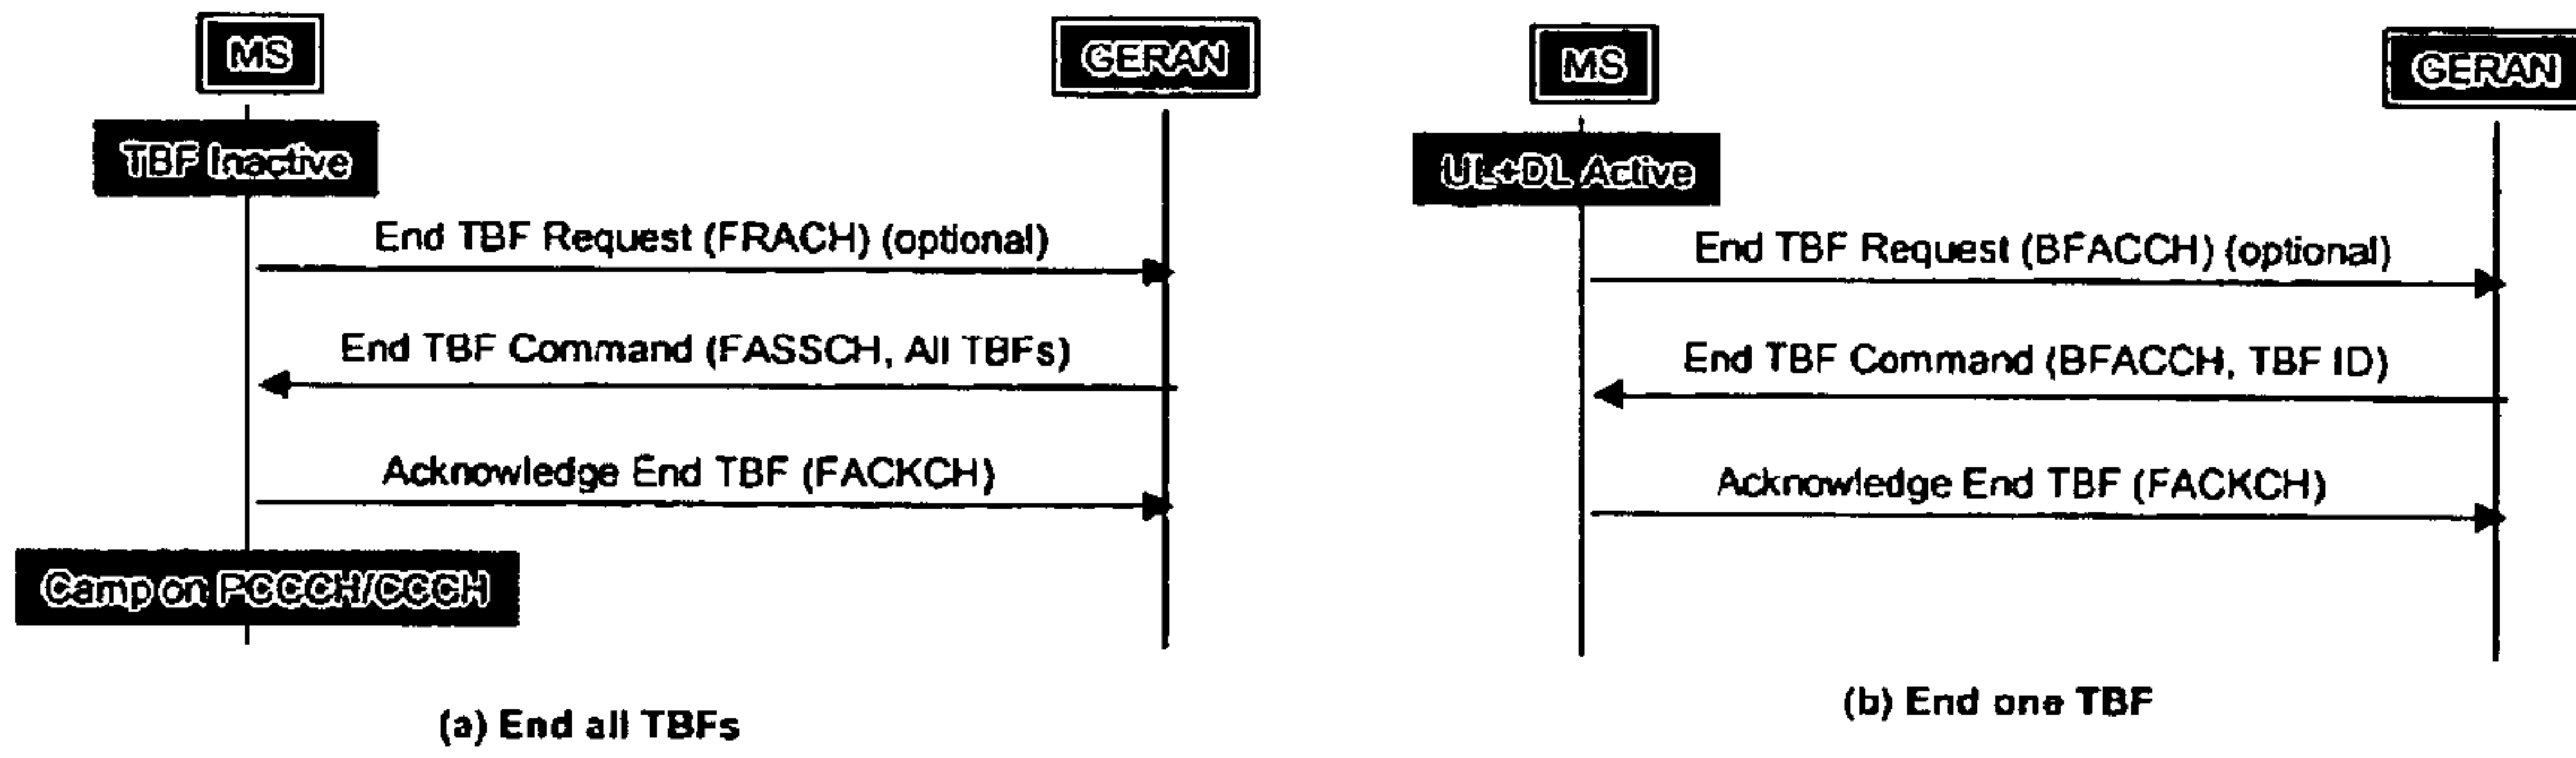 MS
GERAN
TBF Inactive
End TBF Request (FRACH) (optional)
End TBF Command (FASSCH, All TBFs)
Acknowledge End TBF (FACKCH)
Camp on PCCCH/CCCH
(a) End all TBFs
MS
GERAN
UL+DL Active
End TBF Request (BFACCH) (optional)
End TBF Command (BFACCH, TBF ID)
Acknowledge End TBF (FACKCH)
(b) End one TBF